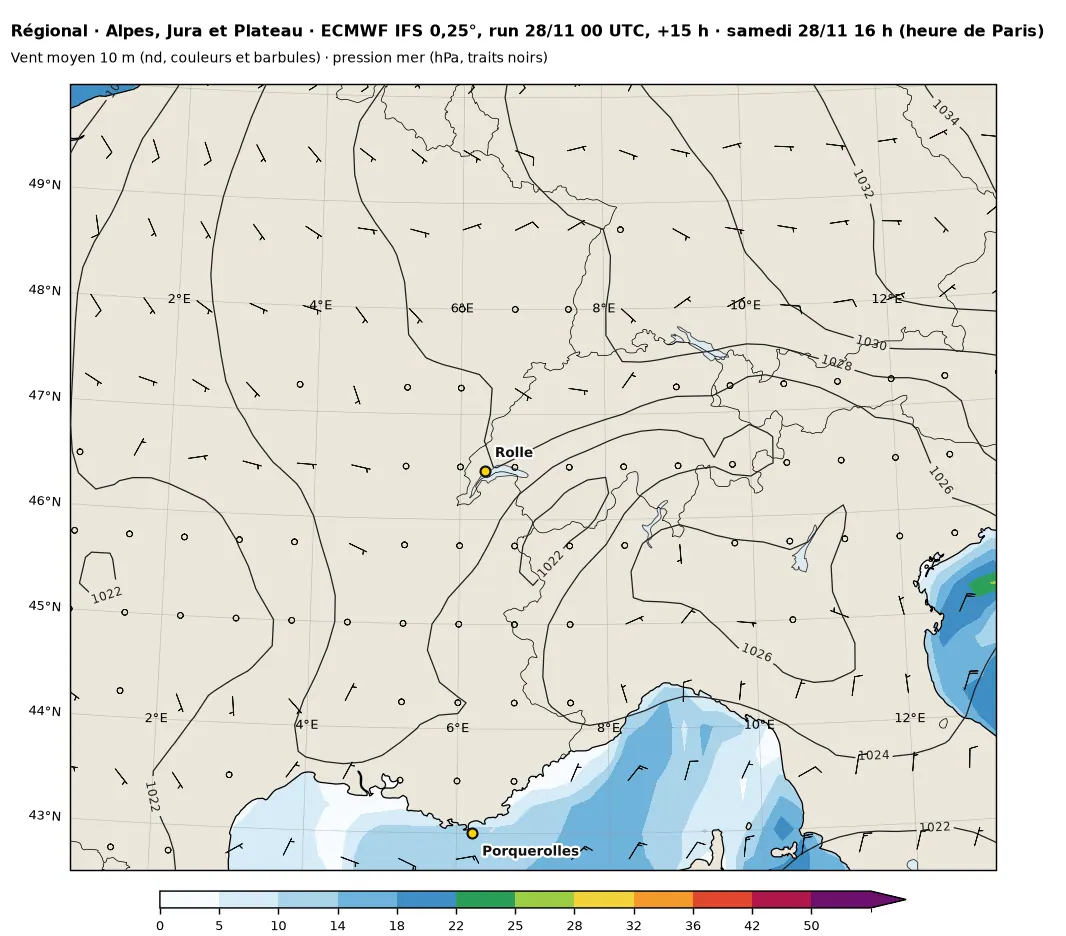 Régional · Alpes, Jura et Plateau · ECMWF IFS 0,25°, run 28/11 00 UTC, +15 h · samedi 28/11 16 h (heure de Paris)
Vent moyen 10 m (nd, couleurs et barbules) · pression mer (hPa, traits noirs)
1034
49°N
1032
48°N
2°E 4°E 6°E 8°E 10°E 12°E
1030
1028
47°N
Rolle
1026
46°N
1022
1022
45°N
1026
44°N
2°E 4°E 6°E 8°E 10°E 12°E
1024
1022
43°N
1022
Porquerolles
0 5 10 14 18 22 25 28 32 36 42 50